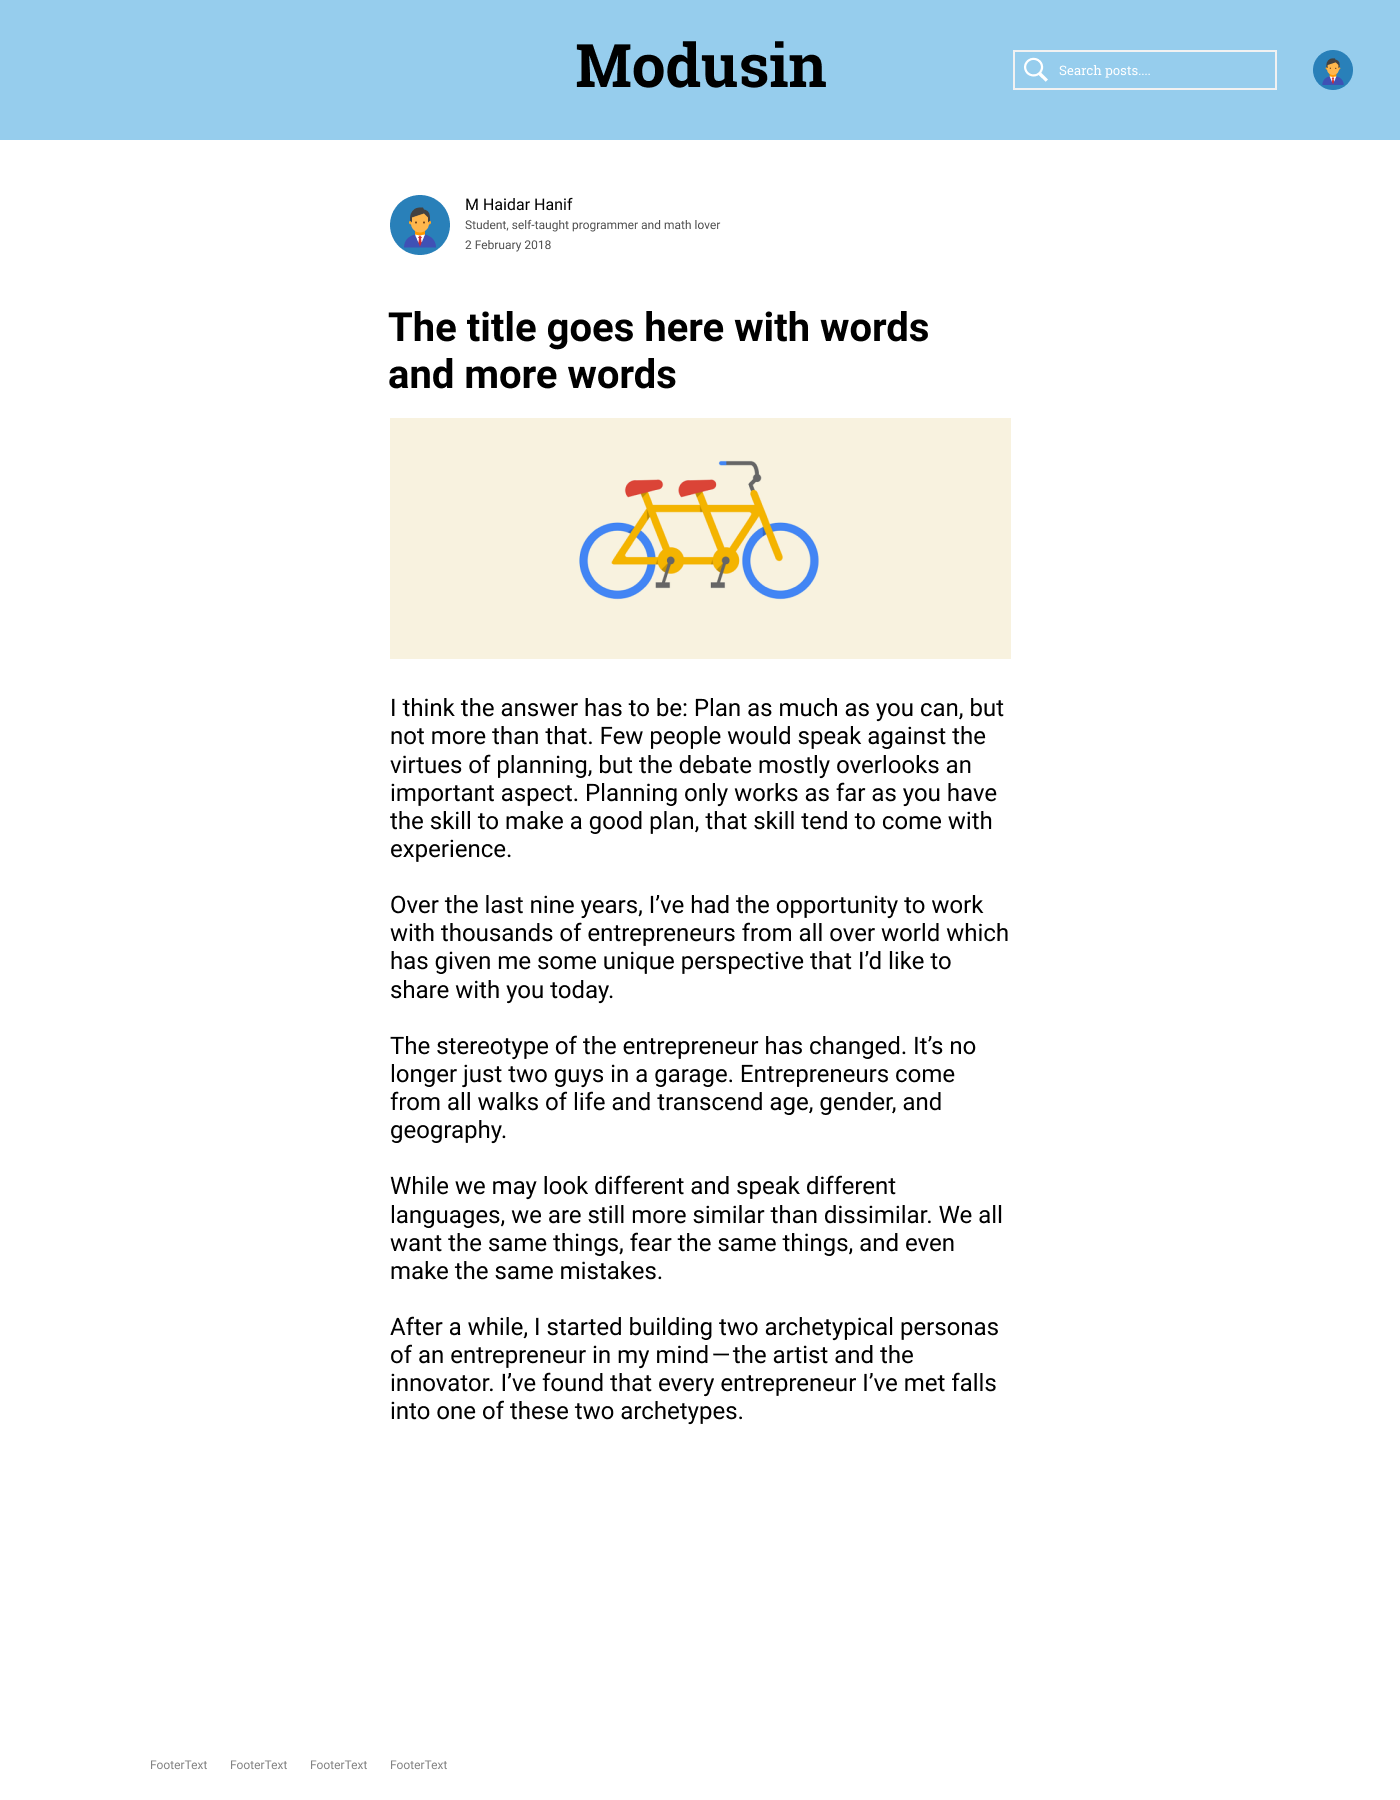 Modusin
Search posts....
M Haidar Hanif
Student, self-taught programmer and math lover
2 February 2018
The title goes here with words
and more words
I think the answer has to be: Plan as much as you can, but
not more than that. Few people would speak against the
virtues of planning, but the debate mostly overlooks an
important aspect. Planning only works as far as you have
the skill to make a good plan, that skill tend to come with
experience.
Over the last nine years, I’ve had the opportunity to work
with thousands of entrepreneurs from all over world which
has given me some unique perspective that I’d like to
share with you today.
The stereotype of the entrepreneur has changed. It’s no
longer just two guys in a garage. Entrepreneurs come
from all walks of life and transcend age, gender, and
geography.
While we may look different and speak different
languages, we are still more similar than dissimilar. We all
want the same things, fear the same things, and even
make the same mistakes.
After a while, I started building two archetypical personas
of an entrepreneur in my mind — the artist and the
innovator. I’ve found that every entrepreneur I’ve met falls
into one of these two archetypes.
FooterText FooterText FooterText FooterText